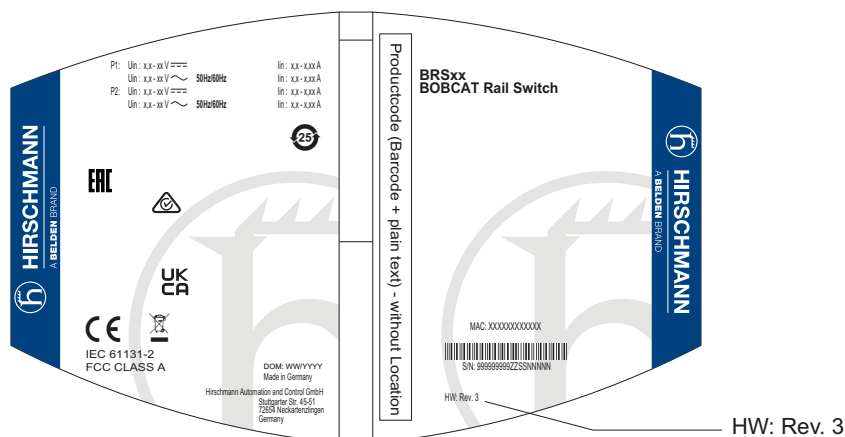 P1: Uin : x,x - xx V Iin : x,x - x,xx A
Uin : x,x - xx V 50Hz/60Hz Iin : x,x - x,xx A
P2: Uin : x,x - xx V Iin : x,x - x,xx A
Uin : x,x - xx V 50Hz/60Hz Iin : x,x - x,xx A
25
EAC
UK
CA
CE
IEC 61131-2
FCC CLASS A
DOM: WW/YYYY
Made in Germany
Hirschmann Automation and Control GmbH
Stuttgarter Str. 45-51
72654 Neckartenzlingen
Germany
HIRSCHMANN
A BELDEN BRAND
Productcode (Barcode + plain text) - without Location
BRSxx
BOBCAT Rail Switch
HIRSCHMANN
A BELDEN BRAND
MAC: XXXXXXXXXXXX
S/N: 999999999ZZSSNNNNN
HW: Rev. 3
HW: Rev. 3